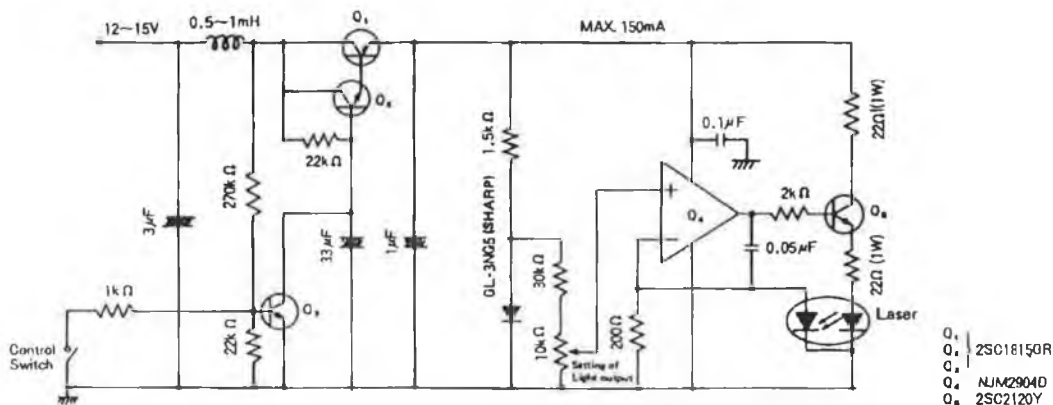 12~15V
0.5~1mH
Q₁
MAX. 150mA
Q₂
22kΩ
1.5kΩ
0.1μF
22Ω(1W)
270kΩ
GL-3NG5 (SHARP)
Q₄
2kΩ
Q₅
3μF
33μF
1μF
0.05μF
22Ω (1W)
30kΩ
1kΩ
Q₃
Laser
22kΩ
10kΩ
200Ω
Control
Switch
Setting of
Light output
Q₁
Q₂ 2SC1815GR
Q₃
Q₄ NJM2904D
Q₅ 2SC2120Y